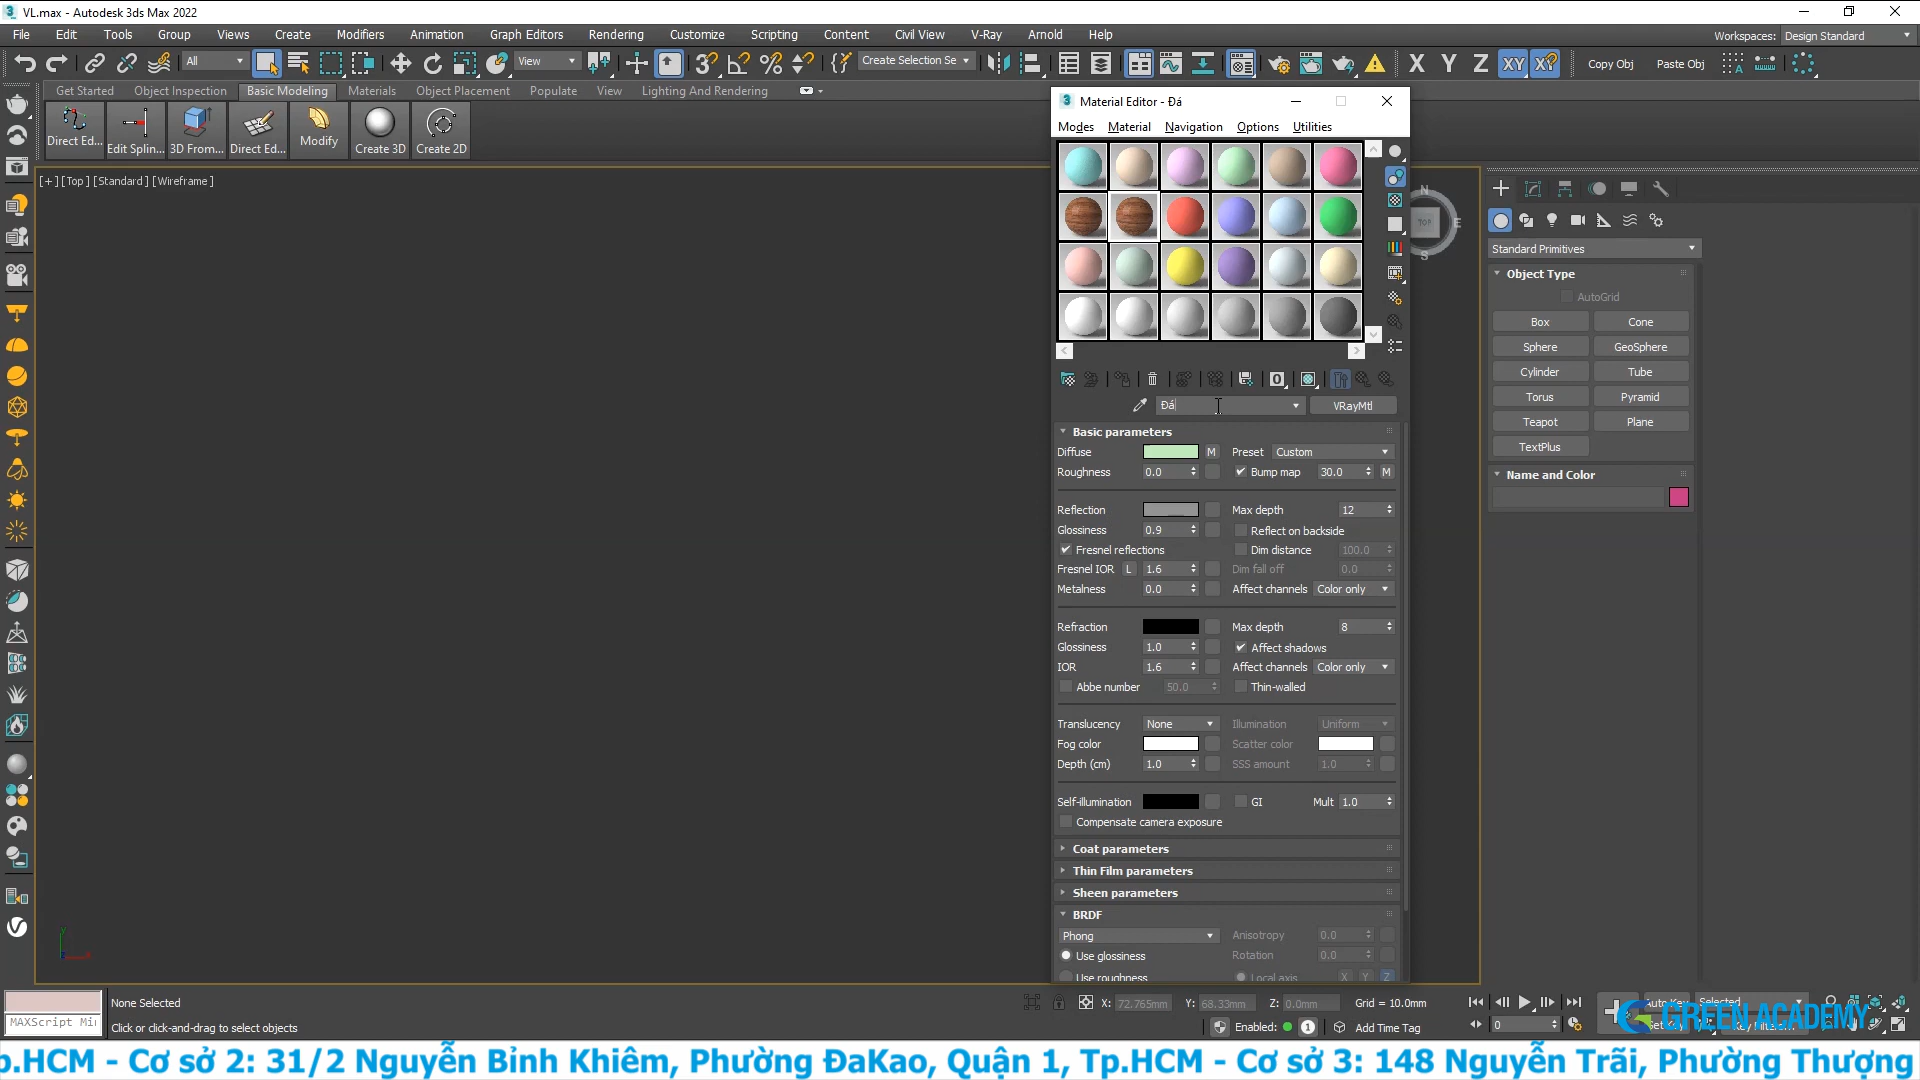 VL.max - Autodesk 3ds Max 2022
File Edit Tools Group Views Create Modifiers Animation Graph Editors Rendering Customize Scripting Content Civil View V-Ray Arnold Help
Workspaces: Design Standard
All View Create Selection Se X Y Z XY XY Copy Obj Paste Obj
Get Started Object Inspection Basic Modeling Materials Object Placement Populate View Lighting And Rendering
Direct Ed... Edit Splin... 3D From... Direct Ed... Modify Create 3D Create 2D
[+] [Top] [Standard] [Wireframe]
Material Editor - Đá
Modes Material Navigation Options Utilities
Đá VRayMtl
Basic parameters
Diffuse M Preset Custom
Roughness 0.0 Bump map 30.0 M
Reflection Max depth 12
Glossiness 0.9 Reflect on backside
Fresnel reflections Dim distance 100.0
Fresnel IOR L 1.6 Dim fall off 0.0
Metalness 0.0 Affect channels Color only
Refraction Max depth 8
Glossiness 1.0 Affect shadows
IOR 1.6 Affect channels Color only
Abbe number 50.0 Thin-walled
Translucency None Illumination Uniform
Fog color Scatter color
Depth (cm) 1.0 SSS amount 1.0
Self-illumination GI Mult 1.0
Compensate camera exposure
Coat parameters
Thin Film parameters
Sheen parameters
BRDF
Phong Anisotropy 0.0
Use glossiness Rotation 0.0
Use roughness Local axis X Y Z
N
TOP E
S
Standard Primitives
Object Type
AutoGrid
Box Cone
Sphere GeoSphere
Cylinder Tube
Torus Pyramid
Teapot Plane
TextPlus
Name and Color
MAXScript Mi
None Selected
Click or click-and-drag to select objects
X: 72.765mm Y: 68.33mm Z: 0.0mm Grid = 10.0mm
Enabled: 1 Add Time Tag
0
Auto Key Selected
Set Key Key Filters...
GREEN ACADEMY
p.HCM - Cơ sở 2: 31/2 Nguyễn Bỉnh Khiêm, Phường ĐaKao, Quận 1, Tp.HCM - Cơ sở 3: 148 Nguyễn Trãi, Phường Thượng